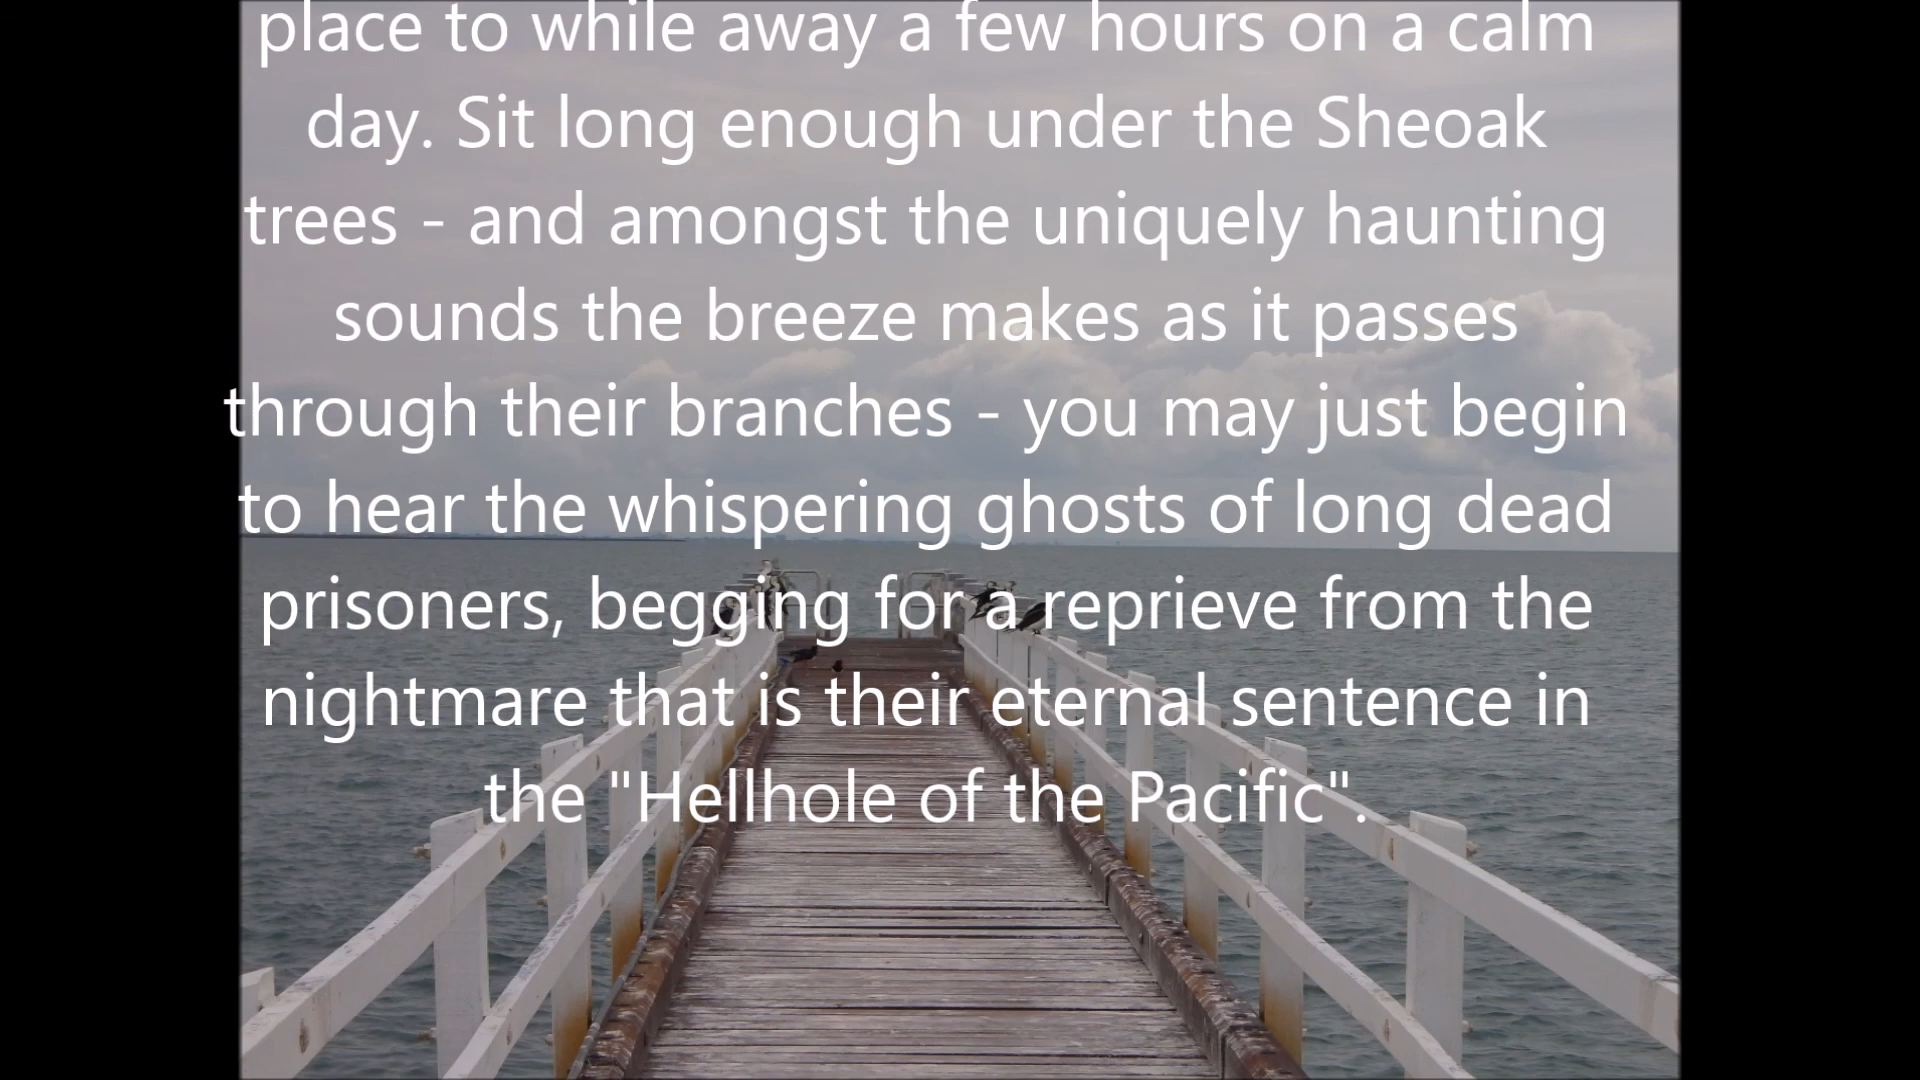 place to while away a few hours on a calm
day. Sit long enough under the Sheoak
trees - and amongst the uniquely haunting
sounds the breeze makes as it passes
through their branches - you may just begin
to hear the whispering ghosts of long dead
prisoners, begging for a reprieve from the
nightmare that is their eternal sentence in
the "Hellhole of the Pacific".